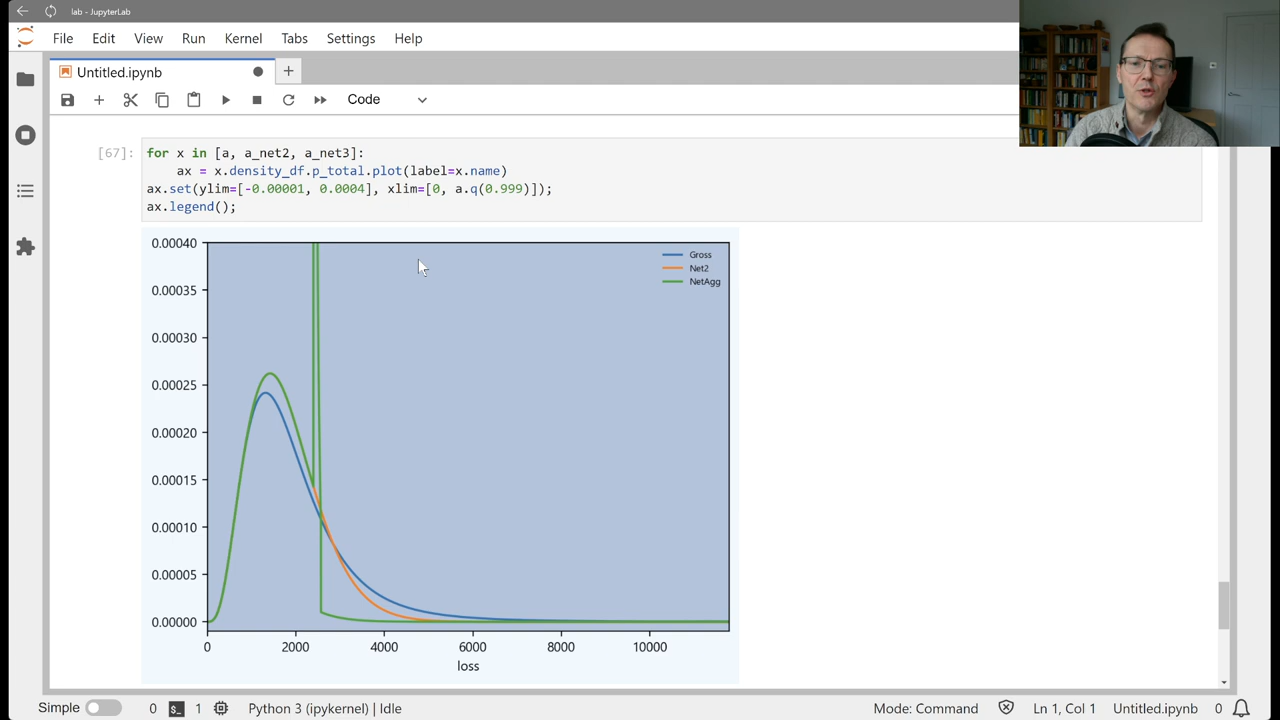 lab - JupyterLab
File Edit View Run Kernel Tabs Settings Help
Untitled.ipynb
Code
[67]:
for x in [a, a_net2, a_net3]:
ax = x.density_df.p_total.plot(label=x.name)
ax.set(ylim=[-0.00001, 0.0004], xlim=[0, a.q(0.999)]);
ax.legend();
0.00040
0.00035
0.00030
0.00025
0.00020
0.00015
0.00010
0.00005
0.00000
Gross
Net2
NetAgg
0 2000 4000 6000 8000 10000
loss
Simple 0 1 Python 3 (ipykernel) | Idle Mode: Command Ln 1, Col 1 Untitled.ipynb 0